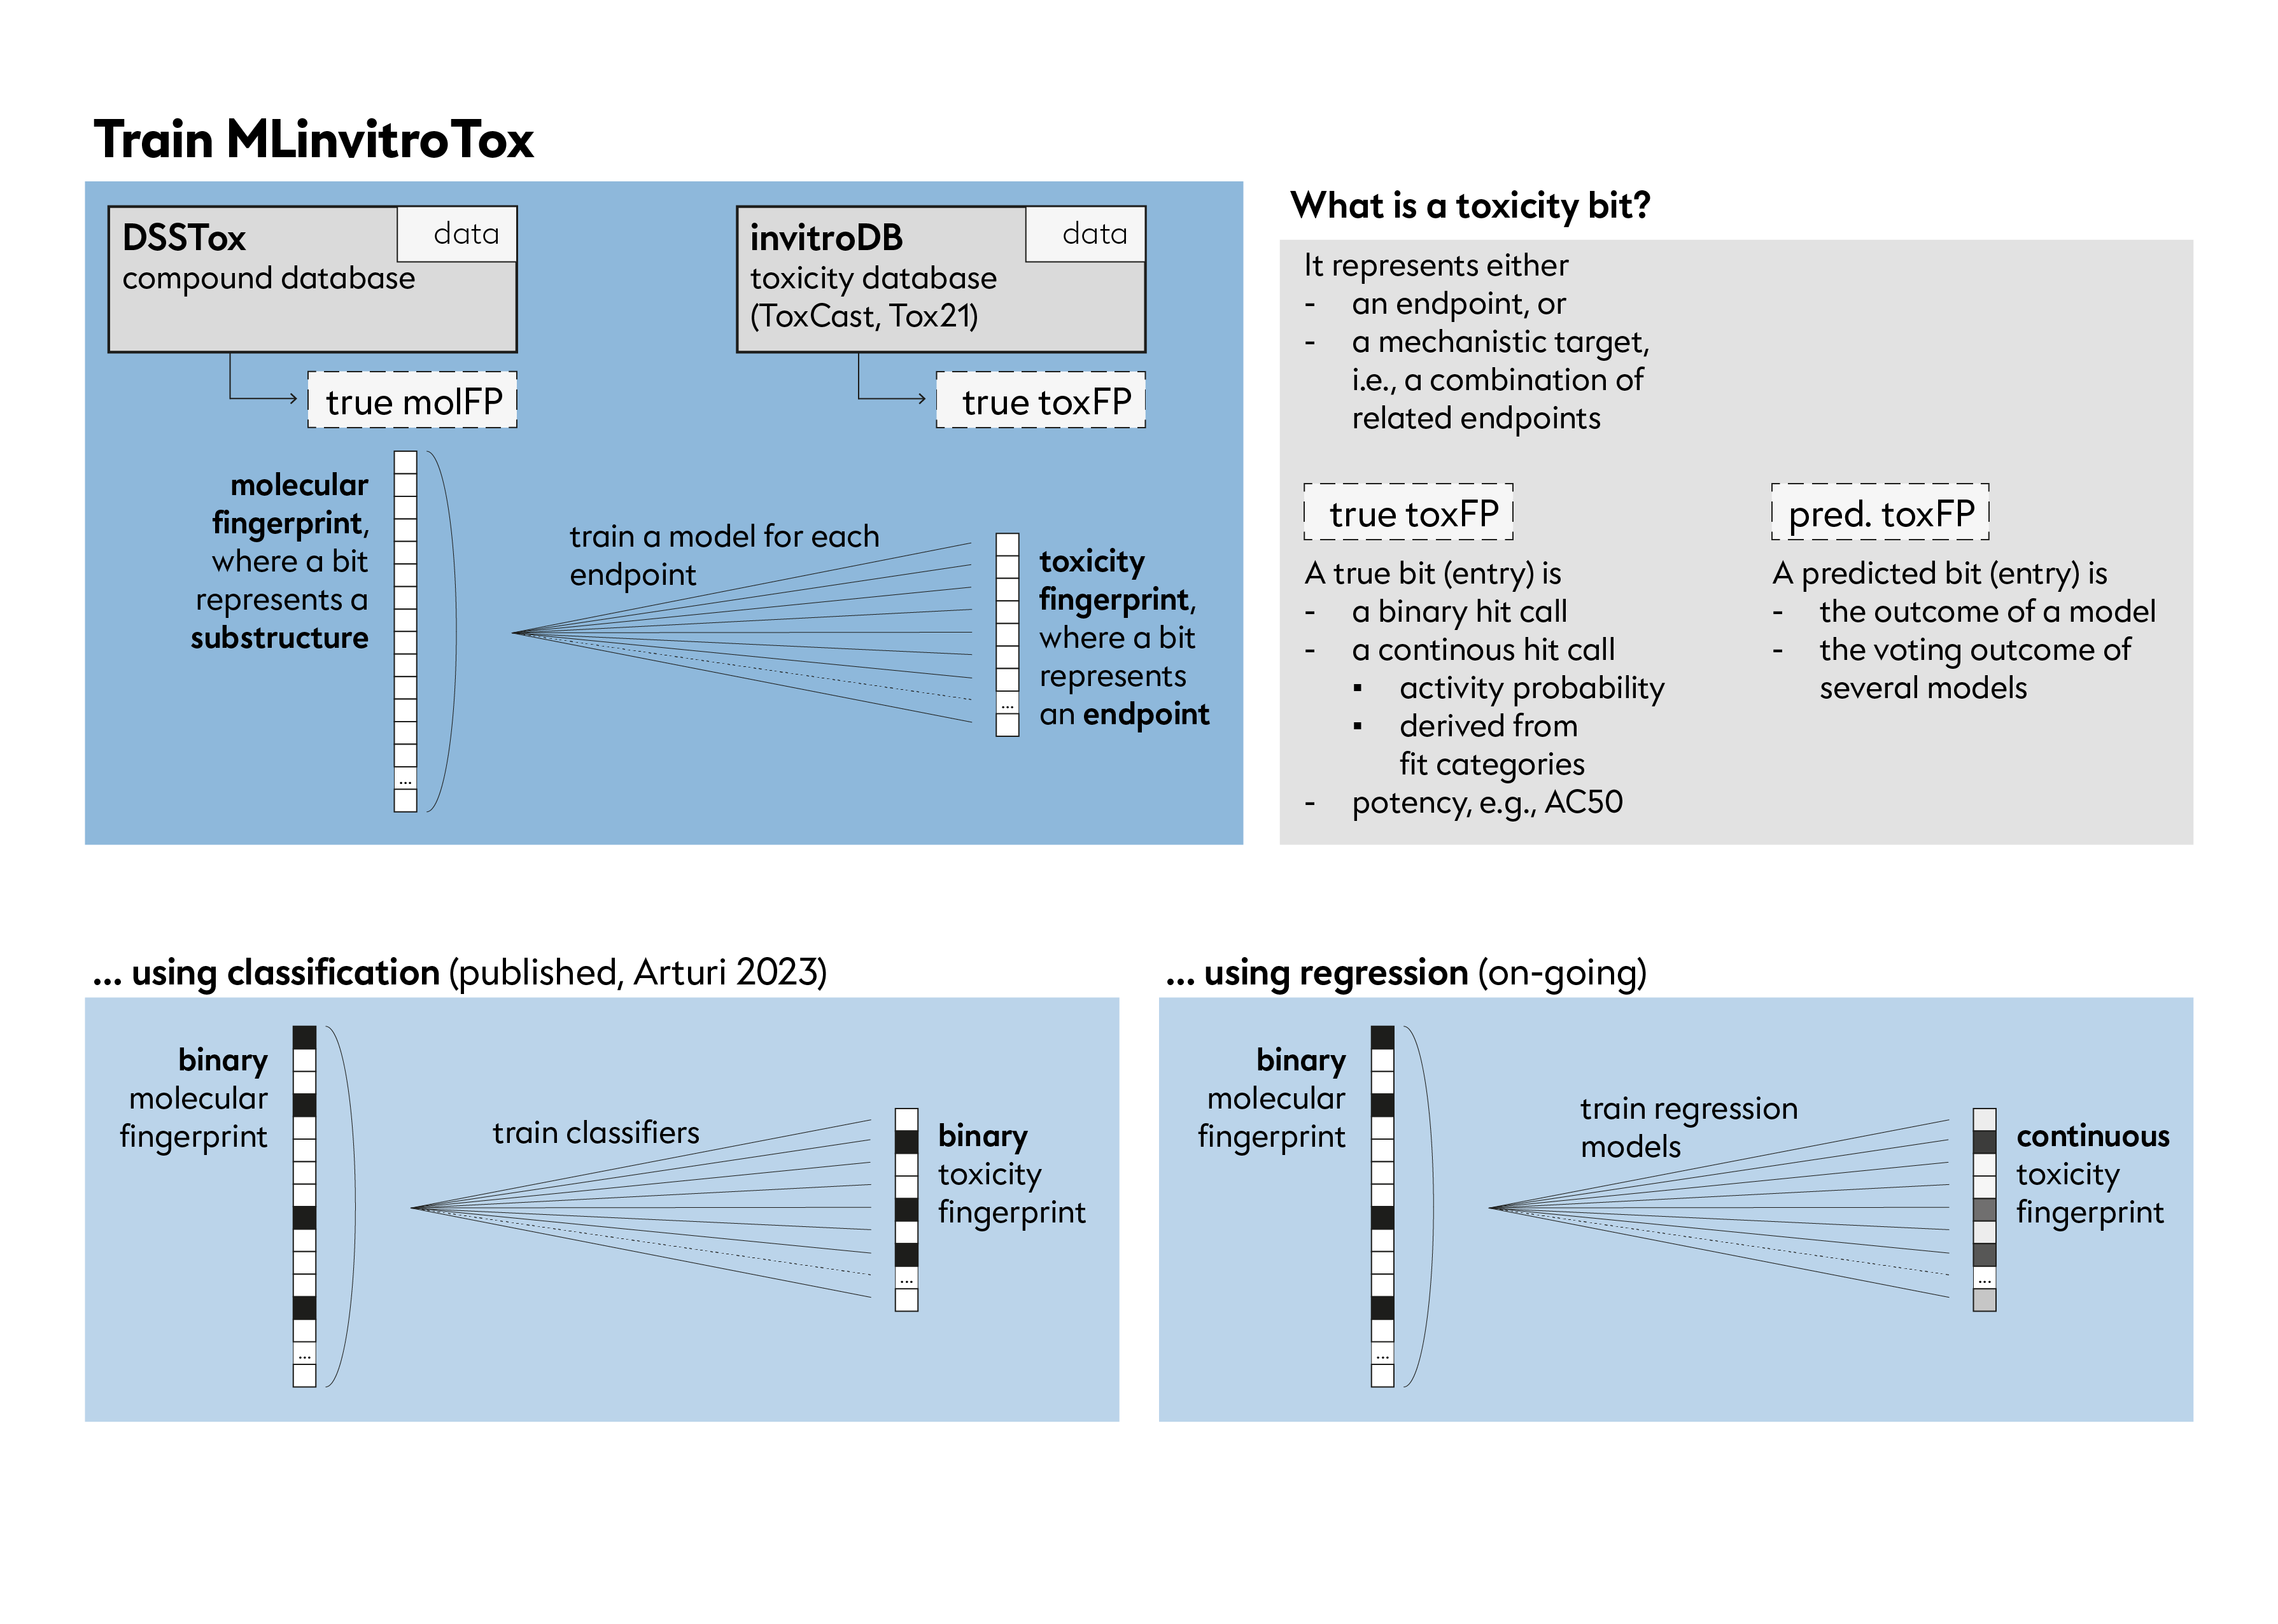 Train MLinvitroTox
DSSTox
data
compound database
invitroDB
data
toxicity database
(ToxCast, Tox21)
true molFP
true toxFP
molecular
fingerprint,
where a bit
represents a
substructure
...
train a model for each
endpoint
...
toxicity
fingerprint,
where a bit
represents
an endpoint
What is a toxicity bit?
It represents either
- an endpoint, or
- a mechanistic target,
i.e., a combination of
related endpoints
true toxFP
A true bit (entry) is
- a binary hit call
- a continous hit call
▪ activity probability
▪ derived from
fit categories
- potency, e.g., AC50
pred. toxFP
A predicted bit (entry) is
- the outcome of a model
- the voting outcome of
several models
... using classification (published, Arturi 2023)
binary
molecular
fingerprint
...
train classifiers
...
binary
toxicity
fingerprint
... using regression (on-going)
binary
molecular
fingerprint
...
train regression
models
...
continuous
toxicity
fingerprint